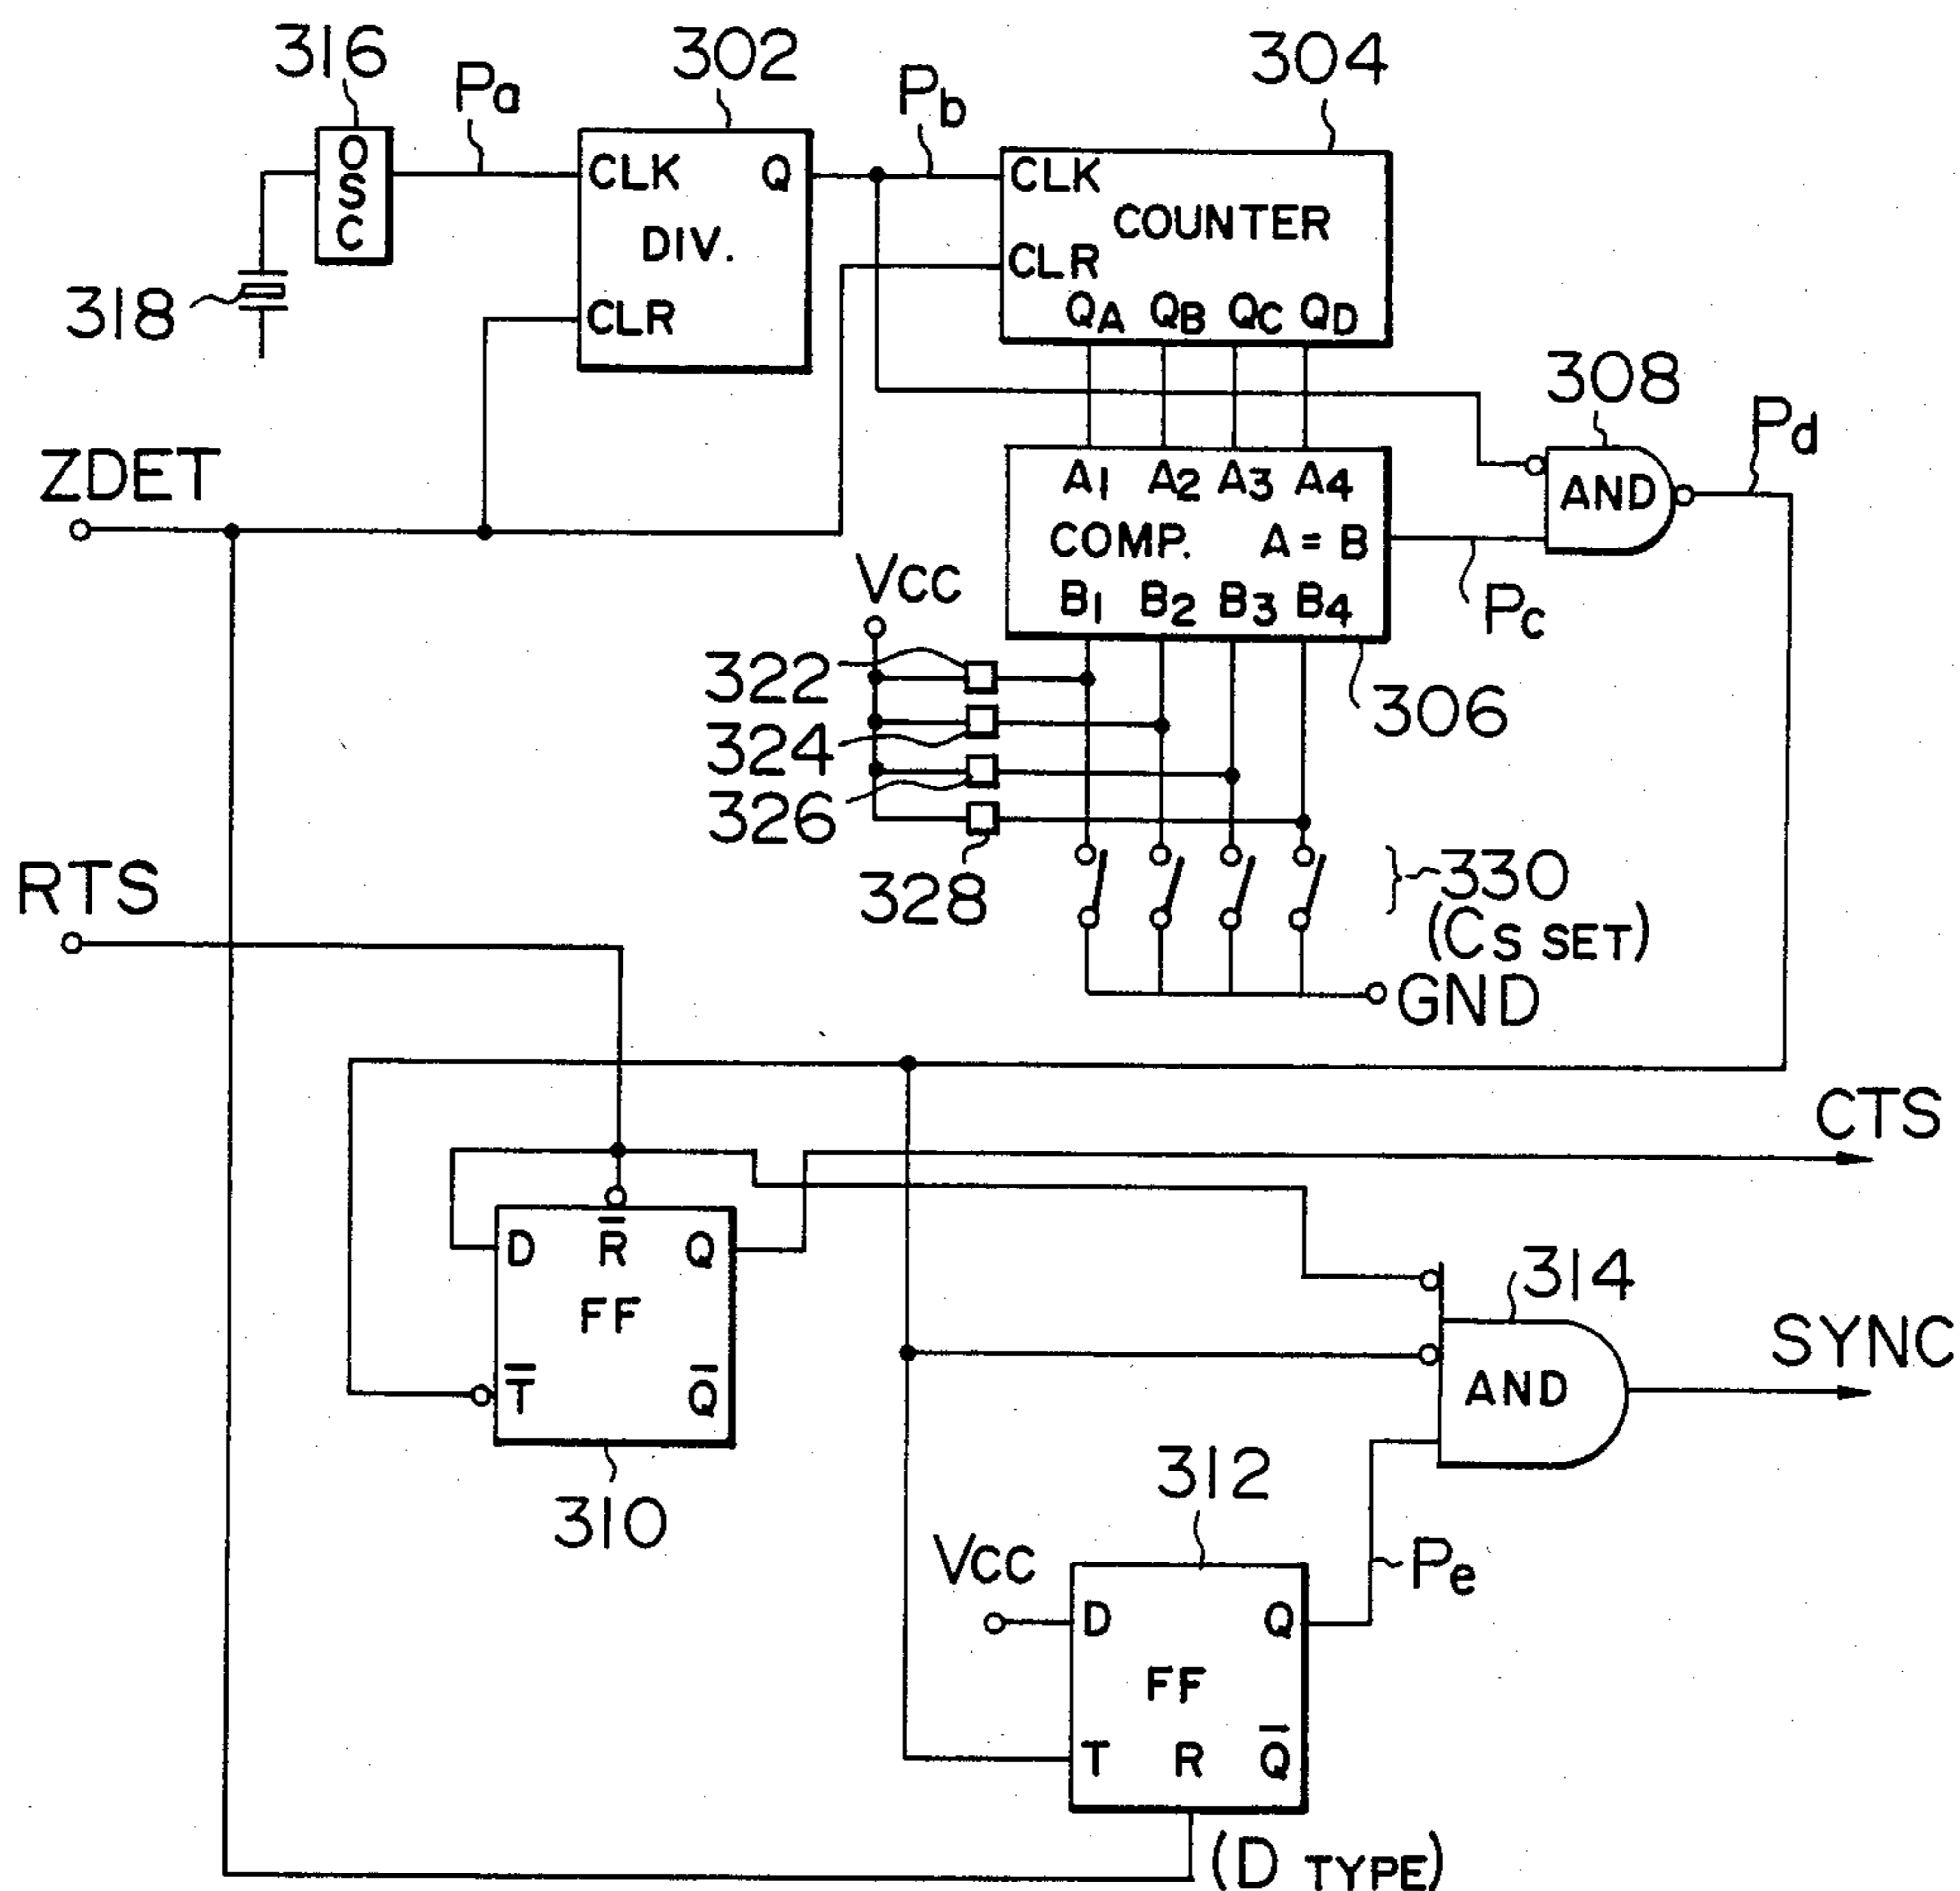 316
Pa
302
Pb
304
OSC
CLK
Q
DIV.
CLR
CLK
COUNTER
CLR
QA QB QC QD
318
308
Pd
ZDET
A1 A2 A3 A4
COMP. A = B
B1 B2 B3 B4
AND
Pc
VCC
322
324
326
328
306
RTS
330
(CS SET)
GND
CTS
D R̅ Q
FF
T̅ Q̅
310
314
AND
SYNC
312
VCC
Pe
D Q
FF
T R Q̅
(D TYPE)